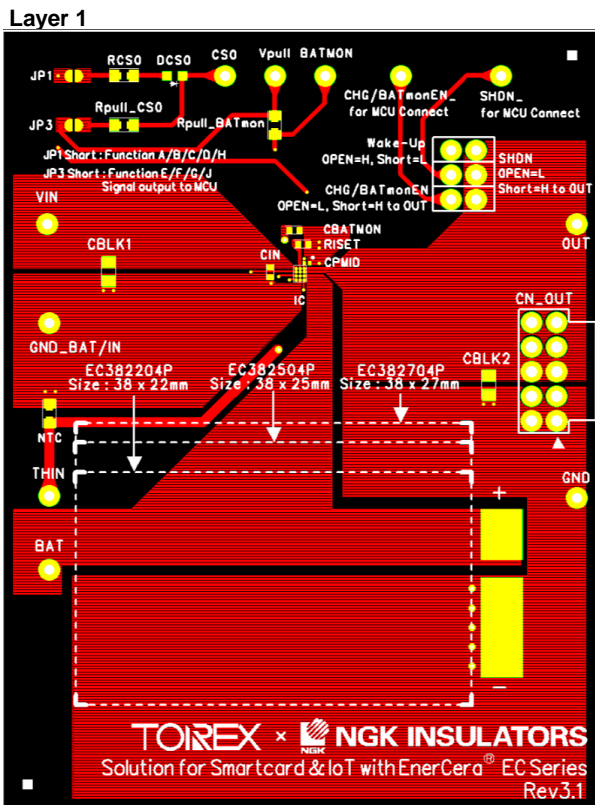 Layer 1
RCSO DCSO CSO Vpull BATMON
JP1
CHG/BATmonEN_
for MCU Connect
SHDN_
for MCU Connect
Rpull_CSO
JP3
Rpull_BATmon
JP1 Short : Function A/B/C/D/H
JP3 Short : Function E/F/G/J
Signal output to MCU
Wake-Up
OPEN=H, Short=L
SHDN
OPEN=L
Short=H to OUT
CHG/BATmonEN
OPEN=L, Short=H to OUT
VIN
CBATMON
RISET
OUT
CBLK1
CIN
CPMID
IC
CN_OUT
GND_BAT/IN
CBLK2
EC382204P
Size : 38 x 22mm
EC382504P
Size : 38 x 25mm
EC382704P
Size : 38 x 27mm
NTC
THIN
GND
+
BAT
−
TOIREX × NGK NGK INSULATORS
Solution for Smartcard & IoT with EnerCera® EC Series
Rev3.1